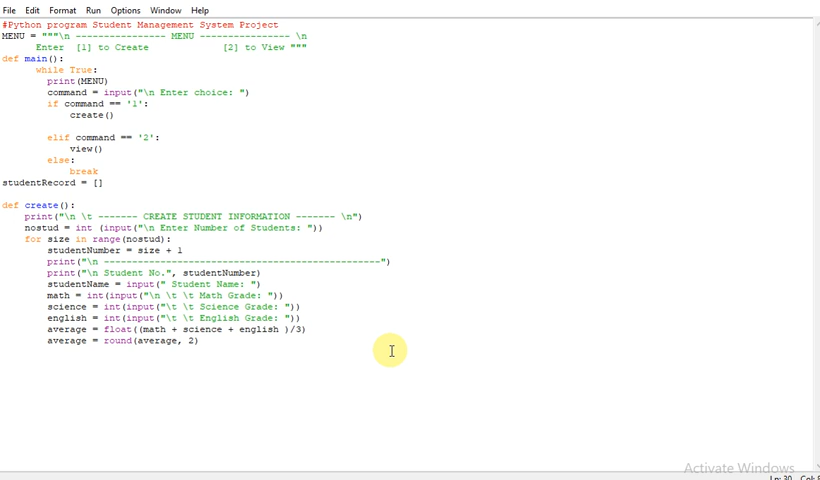 File Edit Format Run Options Window Help
#Python program Student Management System Project
MENU = """\n ---------------- MENU ---------------- \n
      Enter  [1] to Create             [2] to View """
def main():
      while True:
        print(MENU)
        command = input("\n Enter choice: ")
        if command == '1':
            create()
        elif command == '2':
            view()
        else:
            break
studentRecord = []
def create():
    print("\n \t ------- CREATE STUDENT INFORMATION ------- \n")
    nostud = int (input("\n Enter Number of Students: "))
    for size in range(nostud):
        studentNumber = size + 1
        print("\n -------------------------------------------------")
        print("\n Student No.", studentNumber)
        studentName = input(" Student Name: ")
        math = int(input("\n \t \t Math Grade: "))
        science = int(input("\t \t Science Grade: "))
        english = int(input("\t \t English Grade: "))
        average = float((math + science + english )/3)
        average = round(average, 2)
Activate Windows
Ln: 30